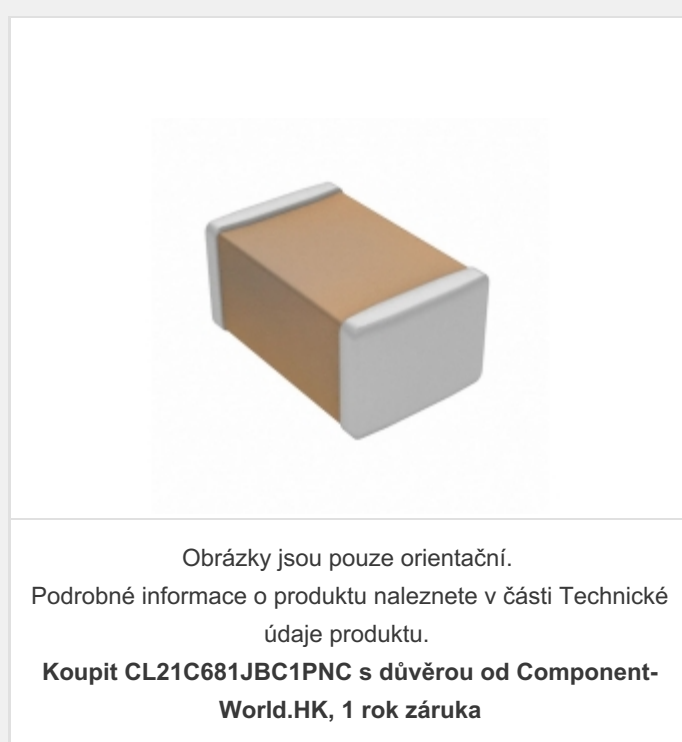 Obrázky jsou pouze orientační.
Podrobné informace o produktu naleznete v části Technické
údaje produktu.
Koupit CL21C681JBC1PNC s důvěrou od Component-
World.HK, 1 rok záruka